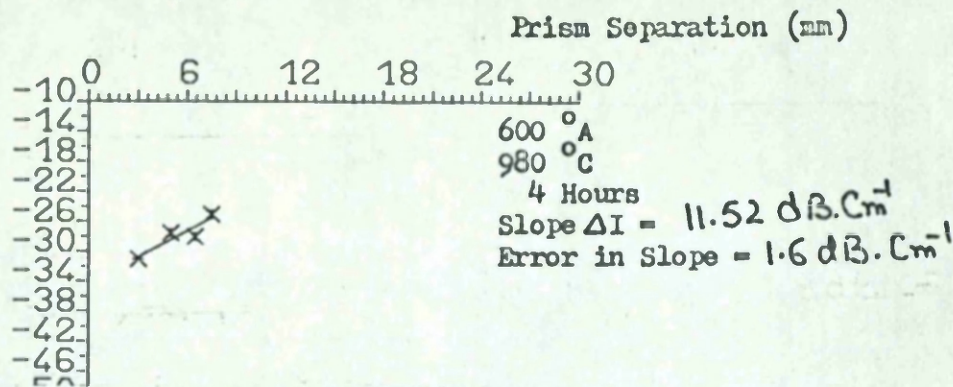 Prism Separation (mm)
0 6 12 18 24 30
-10
-14
-18
-22
-26
-30
-34
-38
-42
-46
600 °A
980 °C
4 Hours
Slope ΔI = 11.52 dB.Cm⁻¹
Error in Slope = 1.6 dB.Cm⁻¹